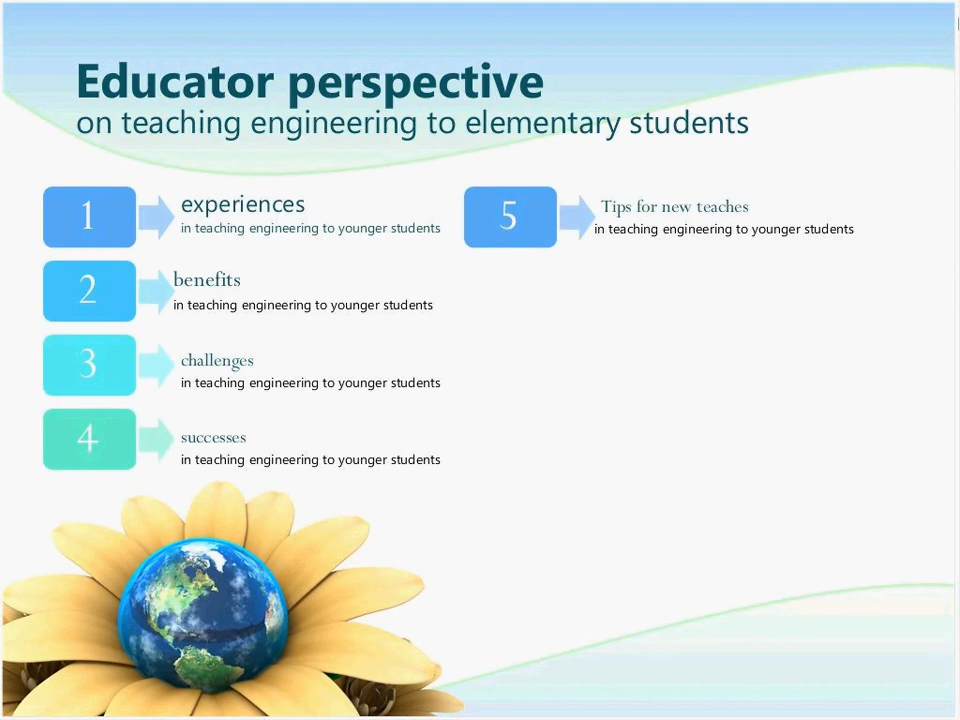 Educator perspective
on teaching engineering to elementary students
1
experiences
in teaching engineering to younger students
2
benefits
in teaching engineering to younger students
3
challenges
in teaching engineering to younger students
4
successes
in teaching engineering to younger students
5
Tips for new teaches
in teaching engineering to younger students